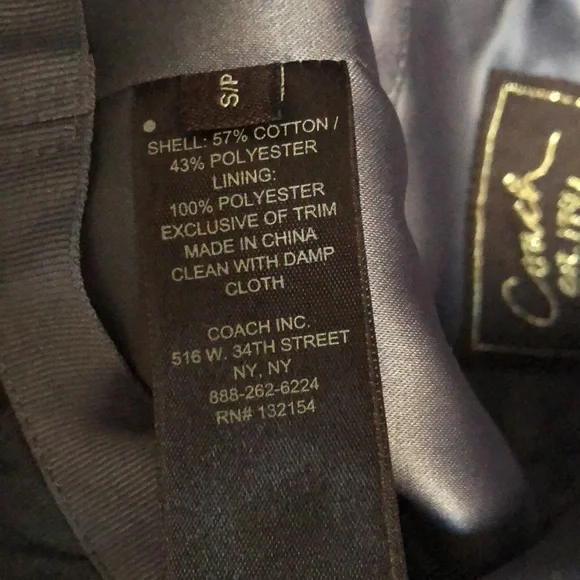 S/P
SHELL: 57% COTTON /
43% POLYESTER
LINING:
100% POLYESTER
EXCLUSIVE OF TRIM
MADE IN CHINA
CLEAN WITH DAMP
CLOTH
COACH INC.
516 W. 34TH STREET
NY, NY
888-262-6224
RN# 132154
Coach